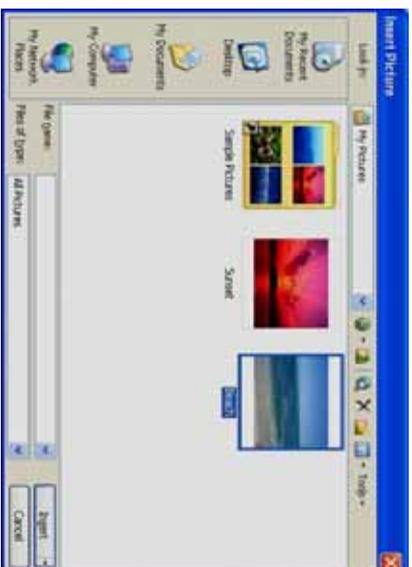 Insert Picture
Look in: My Pictures Tools
My Recent
Documents
Desktop
My Documents
My Computer
My Network
Places
Sample Pictures
Sunset
Beach
File name:
Files of type: All Pictures
Insert
Cancel